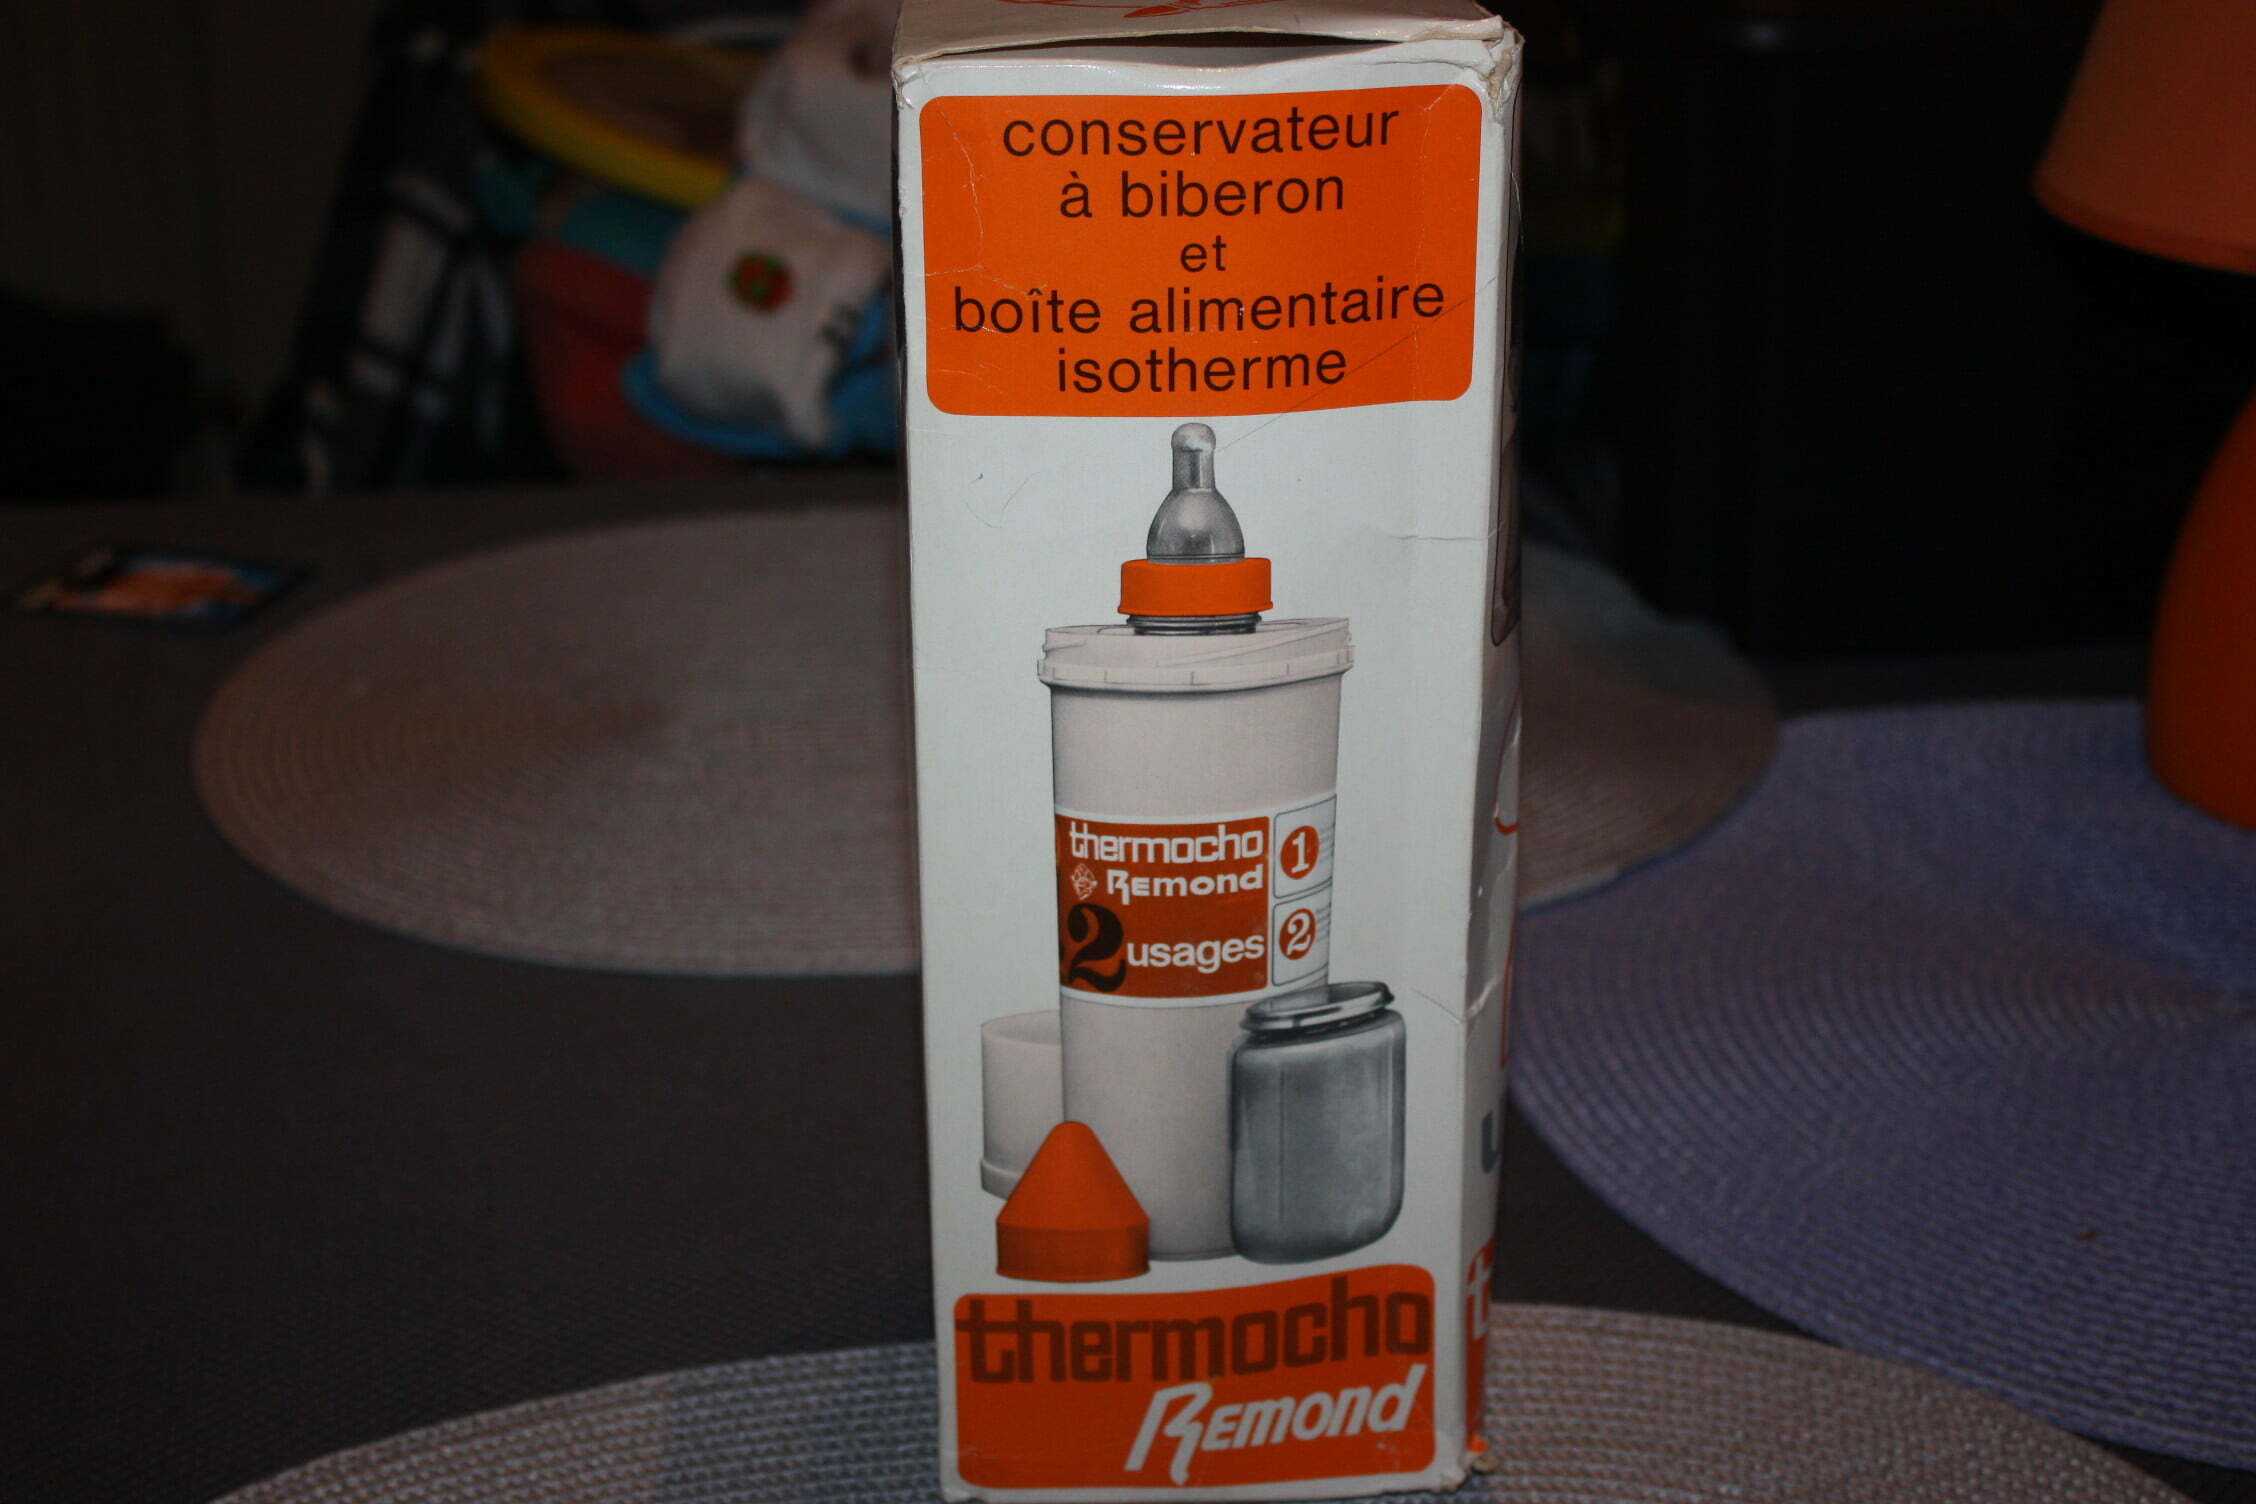 conservateur
à biberon
et
boîte alimentaire
isotherme
thermocho
Remond
2 usages
1
2
thermocho
Remond